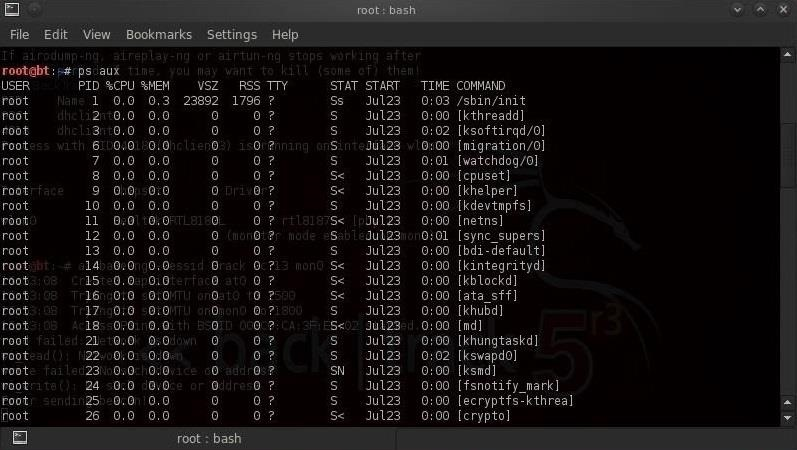 root : bash
File Edit View Bookmarks Settings Help
If airodump-ng, aireplay-ng or airtun-ng stops working after
root@bt:~# ps aux
time, you may want to kill (some of) them!
USER PID %CPU %MEM VSZ RSS TTY STAT START TIME COMMAND
root 1 0.0 0.3 23892 1796 ? Ss Jul23 0:03 /sbin/init
root 2 0.0 0.0 0 0 ? S Jul23 0:00 [kthreadd]
root 3 0.0 0.0 0 0 ? S Jul23 0:02 [ksoftirqd/0]
root 6 0.0 0.0 0 0 ? S Jul23 0:00 [migration/0]
root 7 0.0 0.0 0 0 ? S Jul23 0:01 [watchdog/0]
root 8 0.0 0.0 0 0 ? S< Jul23 0:00 [cpuset]
root 9 0.0 0.0 0 0 ? S< Jul23 0:00 [khelper]
root 10 0.0 0.0 0 0 ? S Jul23 0:00 [kdevtmpfs]
root 11 0.0 0.0 0 0 ? S< Jul23 0:00 [netns]
root 12 0.0 0.0 0 0 ? S Jul23 0:01 [sync_supers]
root 13 0.0 0.0 0 0 ? S Jul23 0:00 [bdi-default]
root 14 0.0 0.0 0 0 ? S< Jul23 0:00 [kintegrityd]
root 15 0.0 0.0 0 0 ? S< Jul23 0:00 [kblockd]
root 16 0.0 0.0 0 0 ? S< Jul23 0:00 [ata_sff]
root 17 0.0 0.0 0 0 ? S Jul23 0:00 [khubd]
root 18 0.0 0.0 0 0 ? S< Jul23 0:00 [md]
root 21 0.0 0.0 0 0 ? S Jul23 0:00 [khungtaskd]
root 22 0.0 0.0 0 0 ? S Jul23 0:02 [kswapd0]
root 23 0.0 0.0 0 0 ? SN Jul23 0:00 [ksmd]
root 24 0.0 0.0 0 0 ? S Jul23 0:00 [fsnotify_mark]
root 25 0.0 0.0 0 0 ? S Jul23 0:00 [ecryptfs-kthrea]
root 26 0.0 0.0 0 0 ? S< Jul23 0:00 [crypto]
back | track 5 r3
root : bash